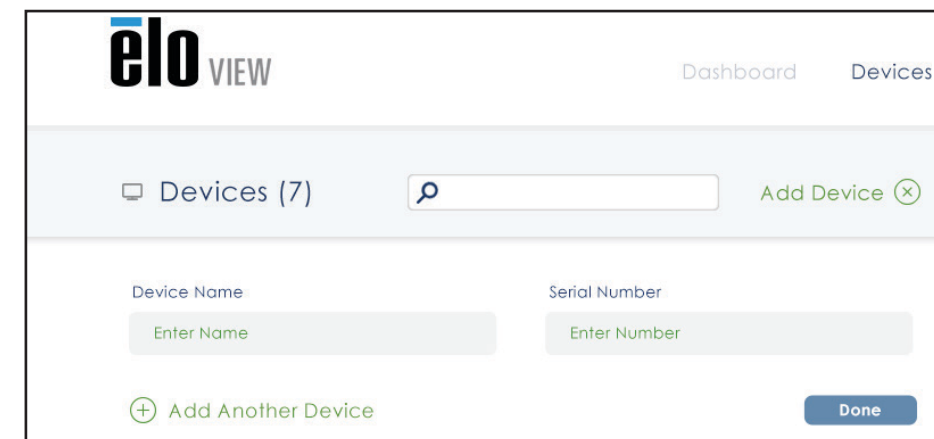 ēlo VIEW
Dashboard Devices
Devices (7) Add Device
Device Name Serial Number
Enter Name Enter Number
Add Another Device Done